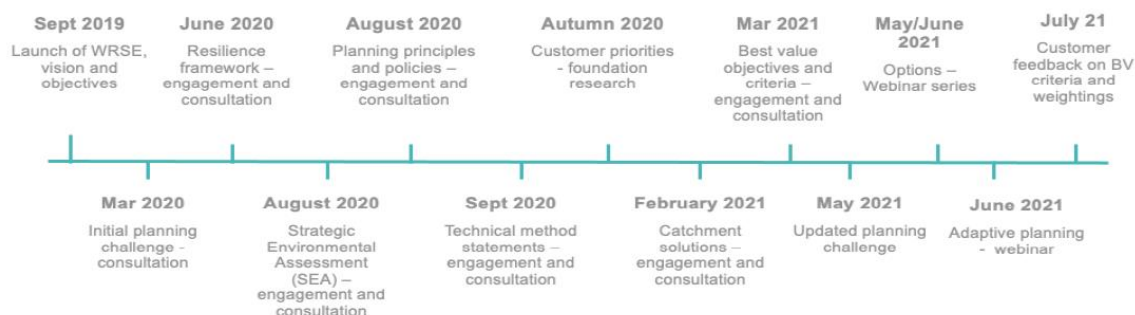 Sept 2019
Launch of WRSE,
vision and
objectives
June 2020
Resilience
framework –
engagement and
consultation
August 2020
Planning principles
and policies –
engagement and
consultation
Autumn 2020
Customer priorities
- foundation
research
Mar 2021
Best value
objectives and
criteria –
engagement and
consultation
May/June
2021
Options –
Webinar series
July 21
Customer
feedback on BV
criteria and
weightings
Mar 2020
Initial planning
challenge -
consultation
August 2020
Strategic
Environmental
Assessment
(SEA) –
engagement and
consultation
Sept 2020
Technical method
statements –
engagement and
consultation
February 2021
Catchment
solutions –
engagement and
consultation
May 2021
Updated planning
challenge
June 2021
Adaptive planning
- webinar